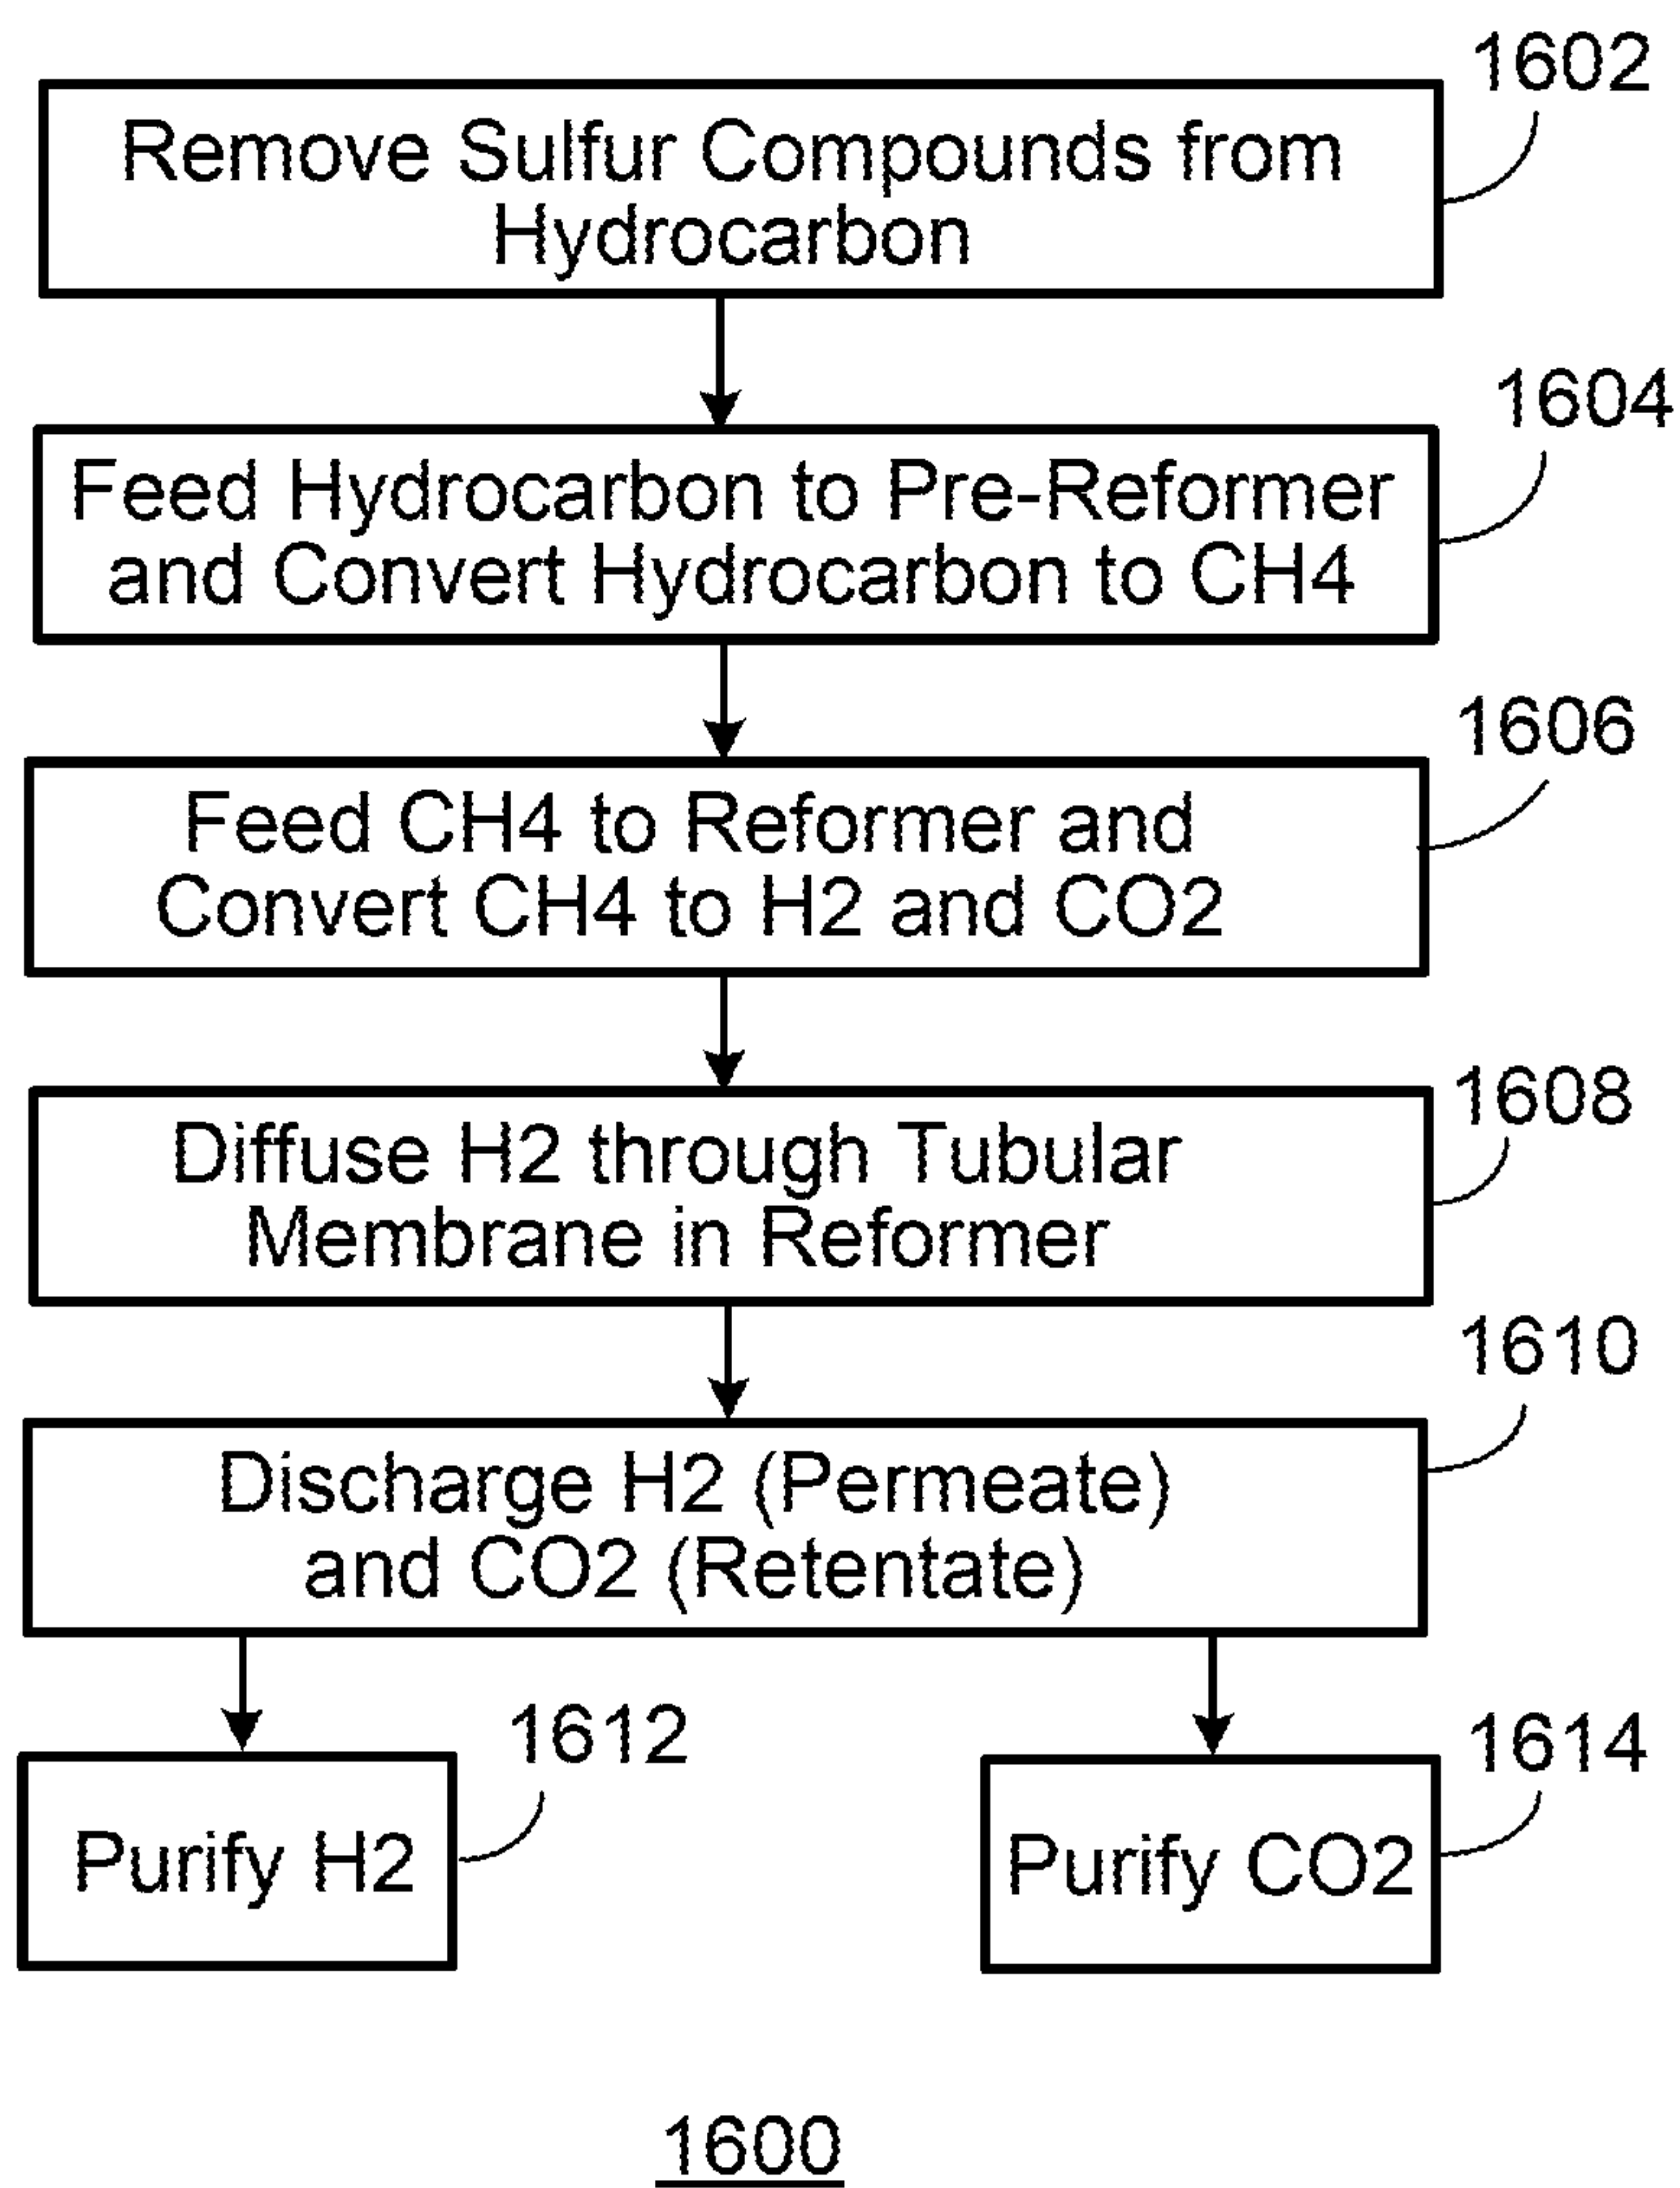 1602
Remove Sulfur Compounds from
Hydrocarbon
1604
Feed Hydrocarbon to Pre-Reformer
and Convert Hydrocarbon to CH4
1606
Feed CH4 to Reformer and
Convert CH4 to H2 and CO2
1608
Diffuse H2 through Tubular
Membrane in Reformer
1610
Discharge H2 (Permeate)
and CO2 (Retentate)
1612
Purify H2
1614
Purify CO2
1600